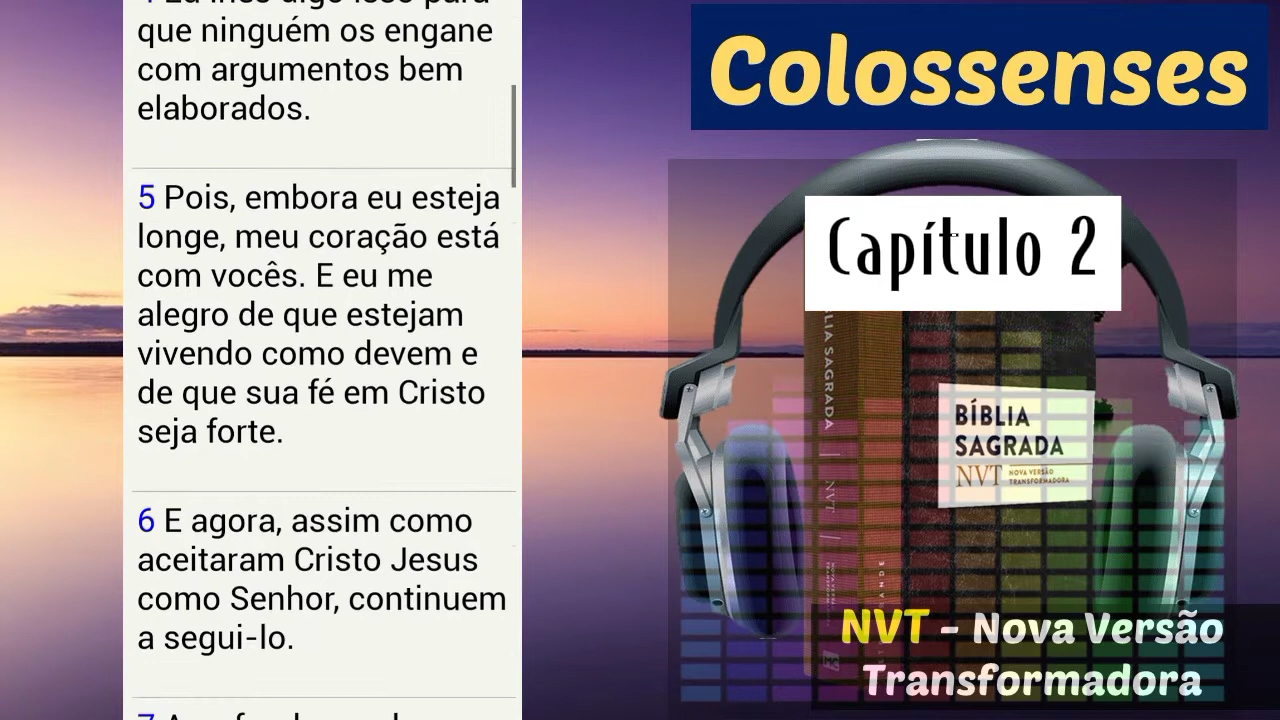 que ninguém os engane
com argumentos bem
elaborados.
5 Pois, embora eu esteja
longe, meu coração está
com vocês. E eu me
alegro de que estejam
vivendo como devem e
de que sua fé em Cristo
seja forte.
6 E agora, assim como
aceitaram Cristo Jesus
como Senhor, continuem
a segui-lo.
Colossenses
Capítulo 2
SAGRADA
NVT
BÍBLIA
SAGRADA
NVT NOVA VERSÃO
TRANSFORMADORA
NVT - Nova Versão
Transformadora